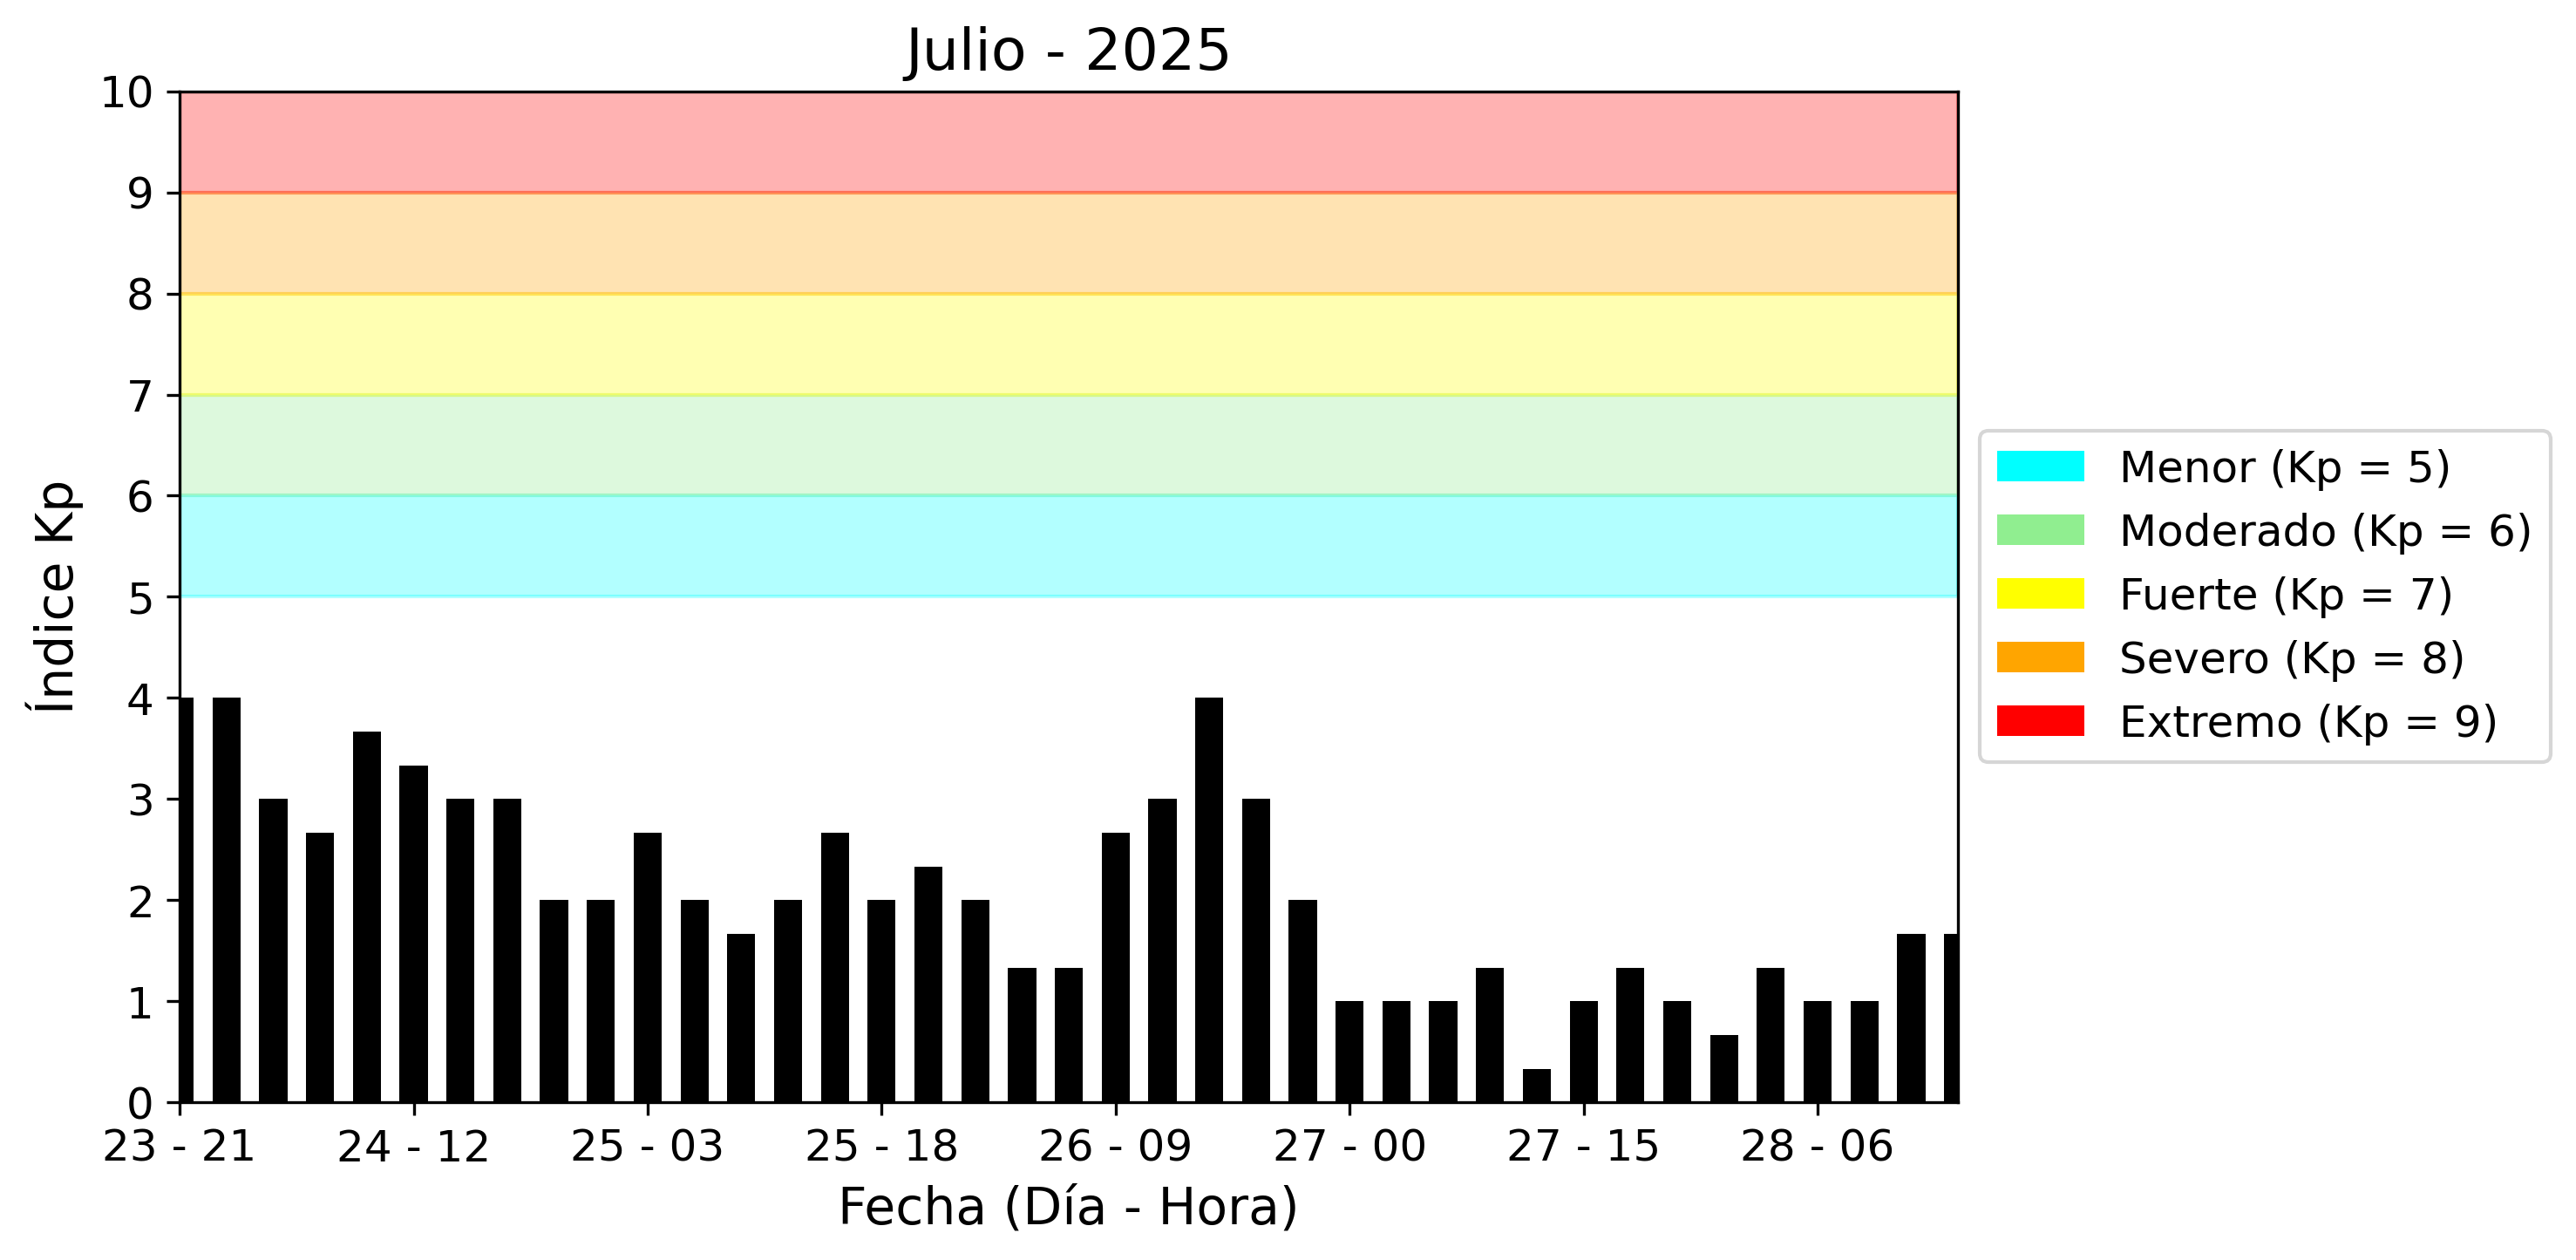 Julio - 2025
10
9
8
7
6
5
4
3
2
1
0
Índice Kp
23 - 21 24 - 12 25 - 03 25 - 18 26 - 09 27 - 00 27 - 15 28 - 06
Fecha (Día - Hora)
Menor (Kp = 5)
Moderado (Kp = 6)
Fuerte (Kp = 7)
Severo (Kp = 8)
Extremo (Kp = 9)